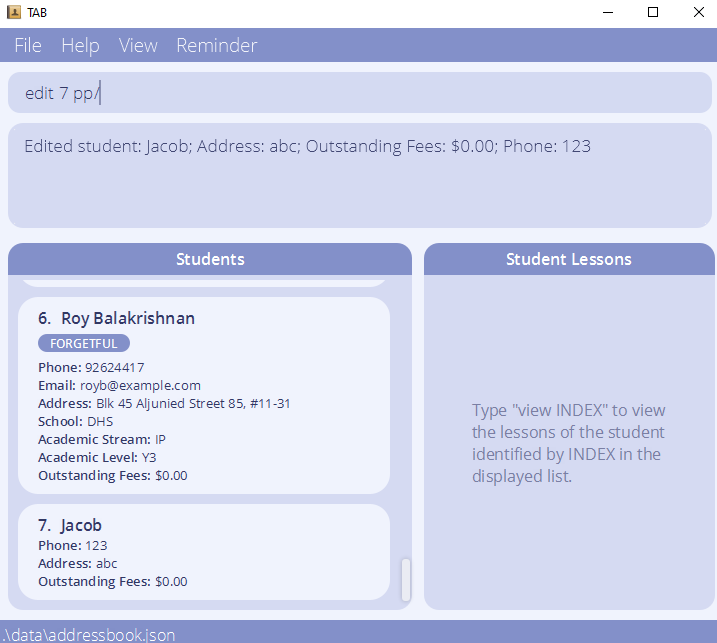 TAB
File Help View Reminder
edit 7 pp/
Edited student: Jacob; Address: abc; Outstanding Fees: $0.00; Phone: 123
Students
6. Roy Balakrishnan
FORGETFUL
Phone: 92624417
Email: royb@example.com
Address: Blk 45 Aljunied Street 85, #11-31
School: DHS
Academic Stream: IP
Academic Level: Y3
Outstanding Fees: $0.00
7. Jacob
Phone: 123
Address: abc
Outstanding Fees: $0.00
Student Lessons
Type "view INDEX" to view
the lessons of the student
identified by INDEX in the
displayed list.
.\data\addressbook.json